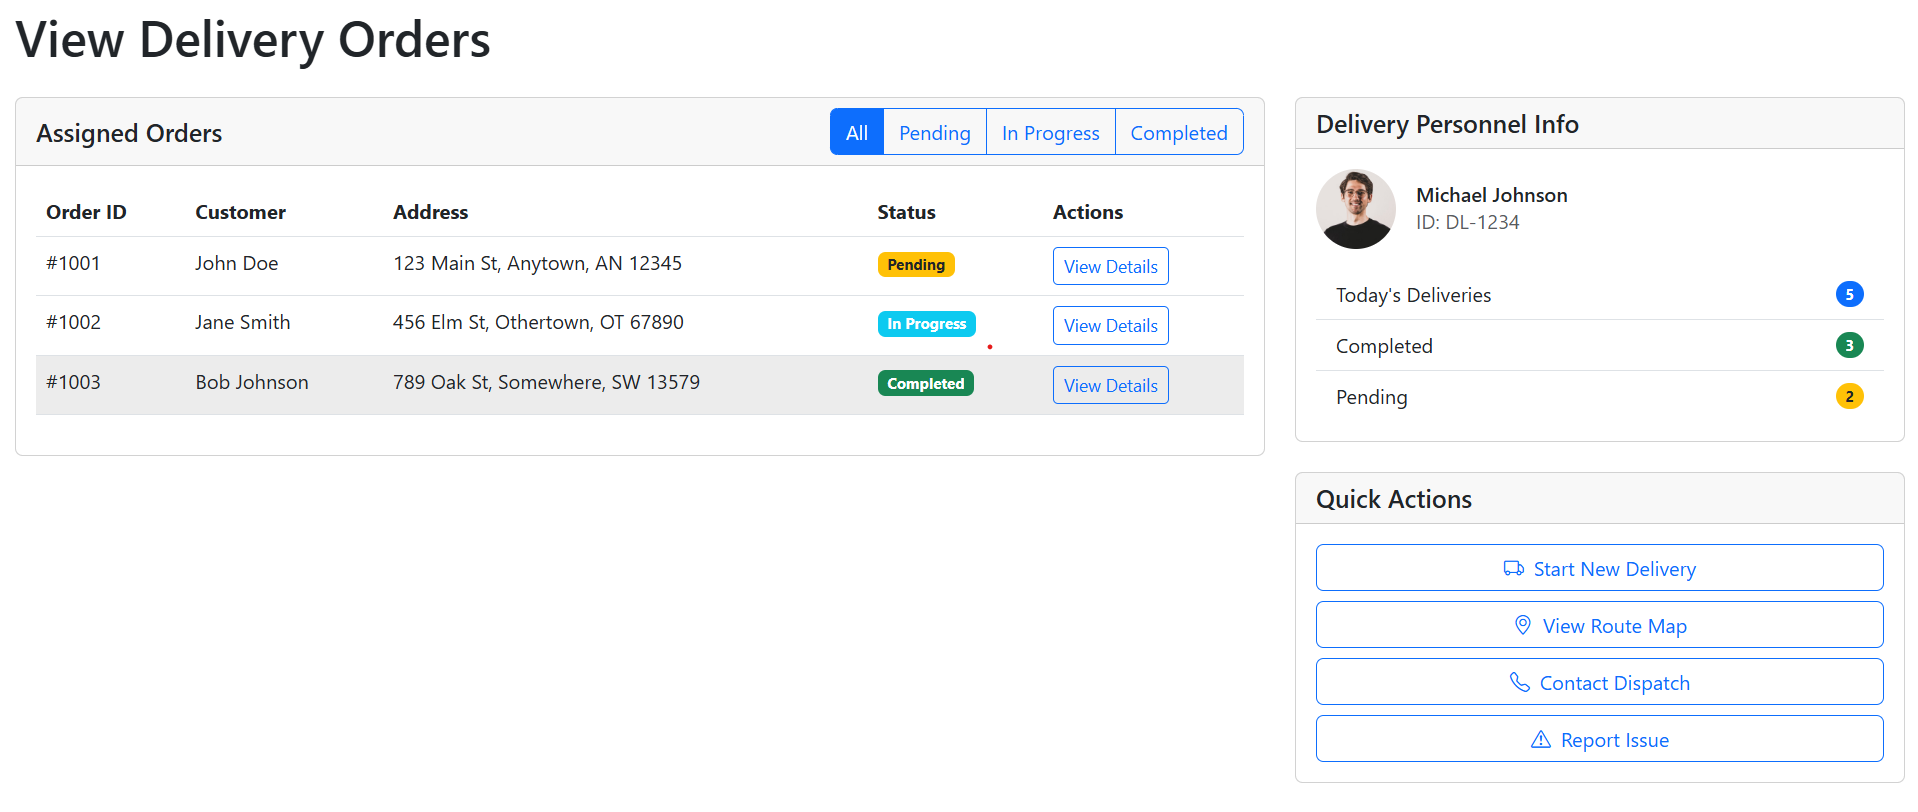 View Delivery Orders
Assigned Orders
All Pending In Progress Completed
Order ID Customer Address Status Actions
#1001 John Doe 123 Main St, Anytown, AN 12345 Pending View Details
#1002 Jane Smith 456 Elm St, Othertown, OT 67890 In Progress View Details
#1003 Bob Johnson 789 Oak St, Somewhere, SW 13579 Completed View Details
Delivery Personnel Info
Michael Johnson
ID: DL-1234
Today's Deliveries 5
Completed 3
Pending 2
Quick Actions
Start New Delivery
View Route Map
Contact Dispatch
Report Issue